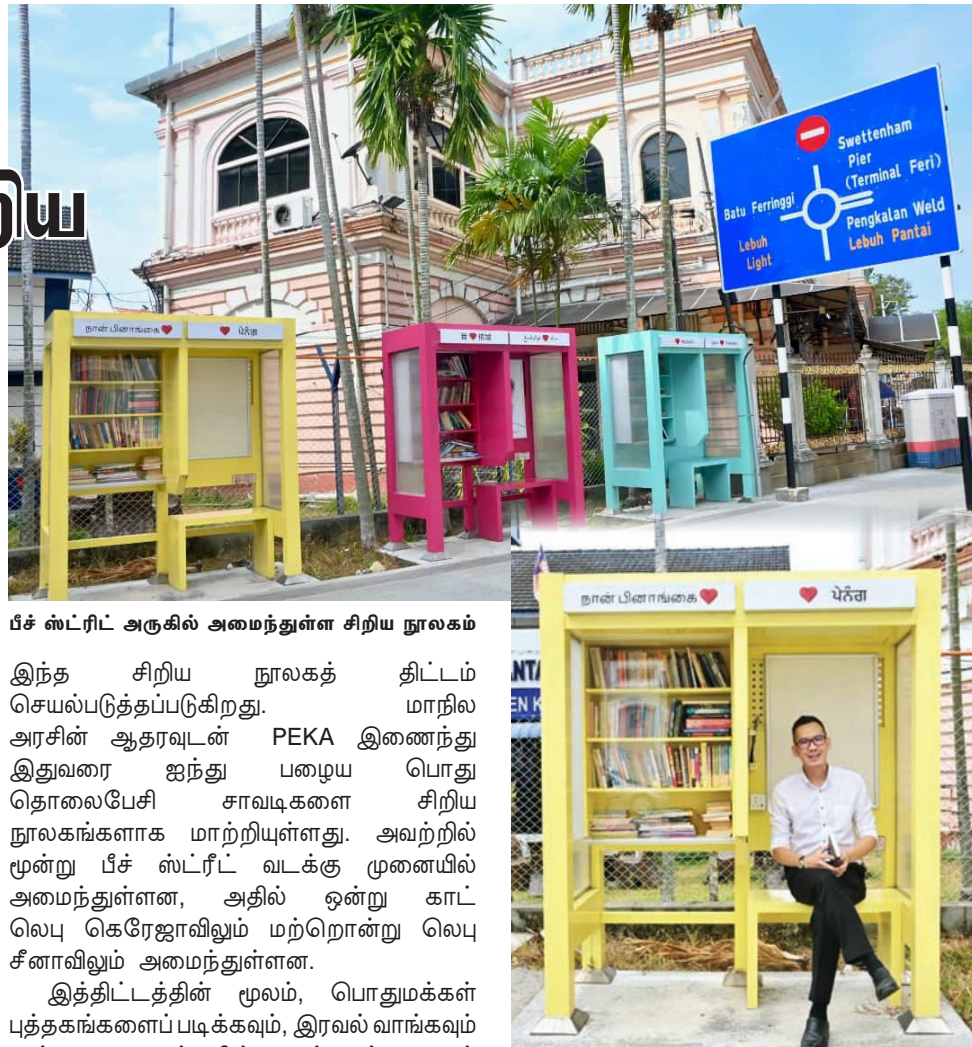 றிய
நான் பினாங்கை ❤
❤ ਪੇਨੰਗ
我 ❤ 槟城
Swettenham
Pier
(Terminal Feri)
Batu Ferringgi
Pengkalan Weld
Lebuh
Light
Lebuh Pantai
பீச் ஸ்ட்ரிட் அருகில் அமைந்துள்ள சிறிய நூலகம்
இந்த சிறிய நூலகத் திட்டம்
செயல்படுத்தப்படுகிறது. மாநில
அரசின் ஆதரவுடன் PEKA இணைந்து
இதுவரை ஐந்து பழைய பொது
தொலைபேசி சாவடிகளை சிறிய
நூலகங்களாக மாற்றியுள்ளது. அவற்றில்
மூன்று பீச் ஸ்ட்ரீட் வடக்கு முனையில்
அமைந்துள்ளன, அதில் ஒன்று காட்
லெபு கெரேஜாவிலும் மற்றொன்று லெபு
சீனாவிலும் அமைந்துள்ளன.
இத்திட்டத்தின் மூலம், பொதுமக்கள்
புத்தகங்களைப் படிக்கவும், இரவல் வாங்கவும்
நான் பினாங்கை ❤
❤ ਪੇਨੰਗ